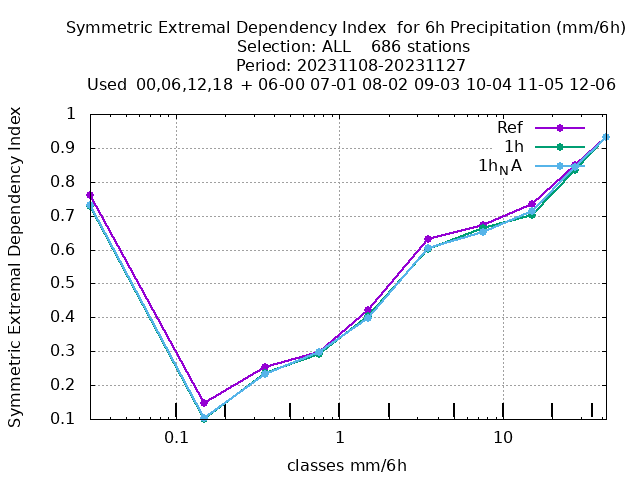 Symmetric Extremal Dependency Index  for 6h Precipitation (mm/6h)
Selection: ALL    686 stations
Period: 20231108-20231127
Used  00,06,12,18  + 06-00 07-01 08-02 09-03 10-04 11-05 12-06
Symmetric Extremal Dependency Index
1
0.9
0.8
0.7
0.6
0.5
0.4
0.3
0.2
0.1
Ref
1h
1h_NA
0.1
1
10
classes mm/6h